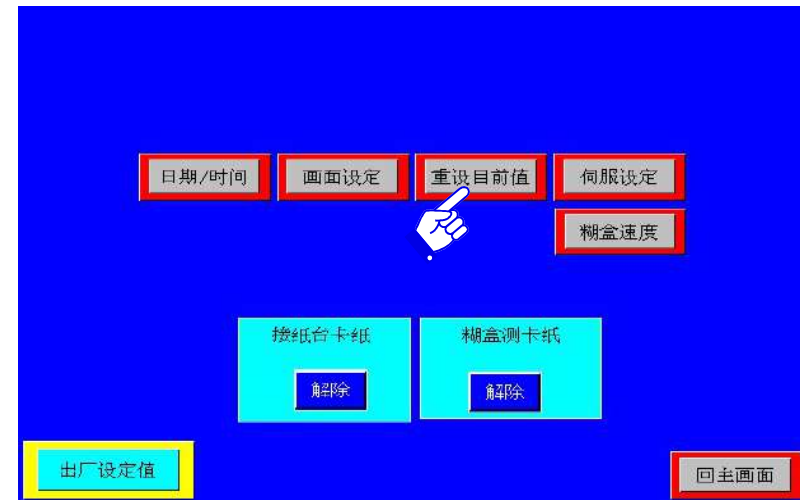 日期/时间 画面设定 重设目前值 伺服设定
糊盒速度
接纸台卡纸 糊盒测卡纸
解除 解除
出厂设定值 回主画面